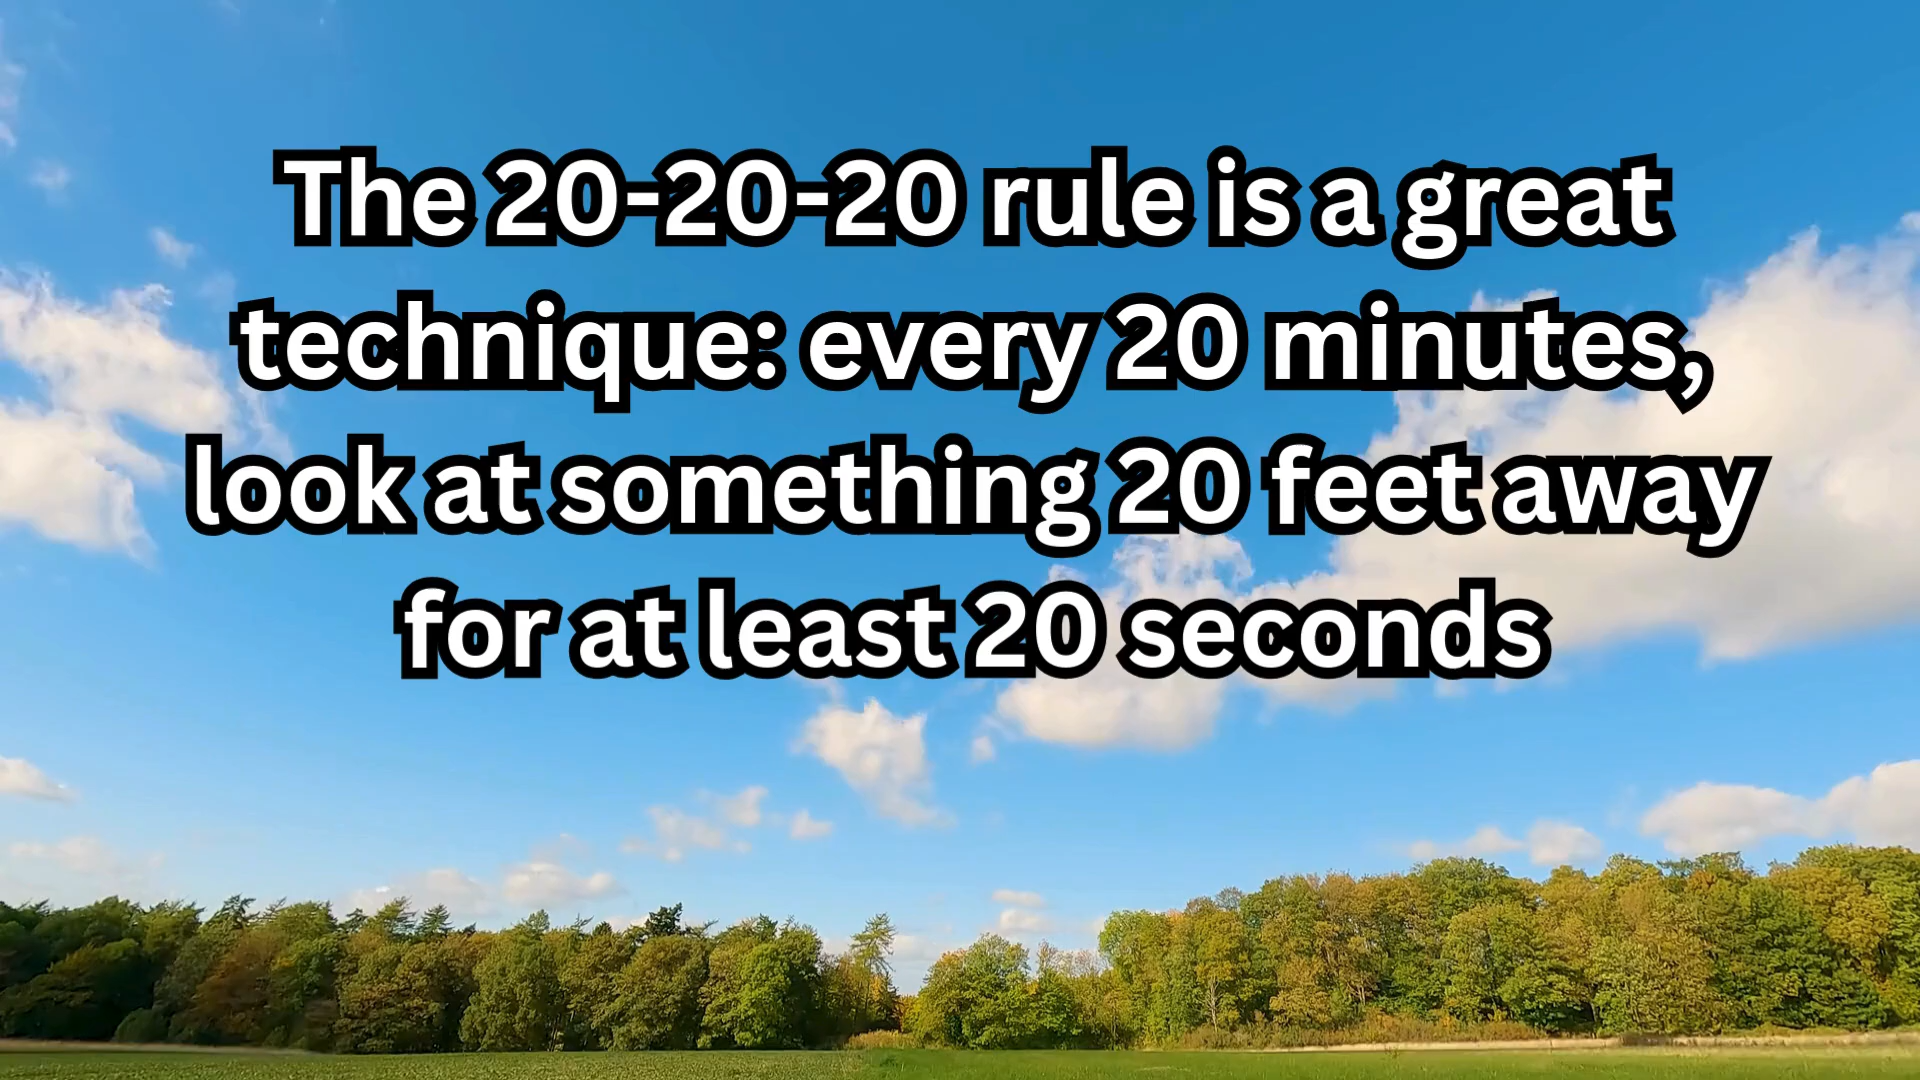 The 20-20-20 rule is a great
technique: every 20 minutes,
look at something 20 feet away
for at least 20 seconds